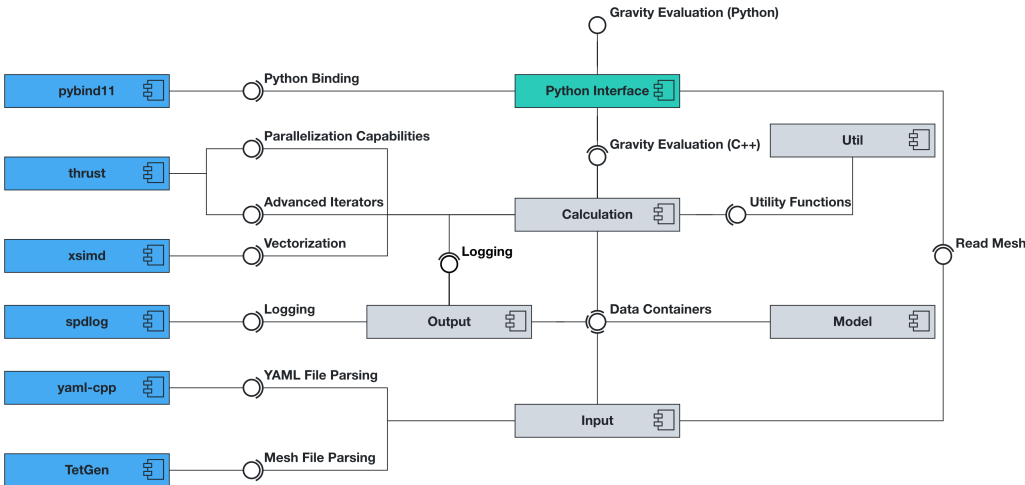 Gravity Evaluation (Python)
Python Binding
pybind11
Python Interface
Parallelization Capabilities
Gravity Evaluation (C++)
Util
thrust
Advanced Iterators
Calculation
Utility Functions
Vectorization
Logging
Read Mesh
xsimd
Logging
Data Containers
spdlog
Output
Model
YAML File Parsing
yaml-cpp
Input
Mesh File Parsing
TetGen